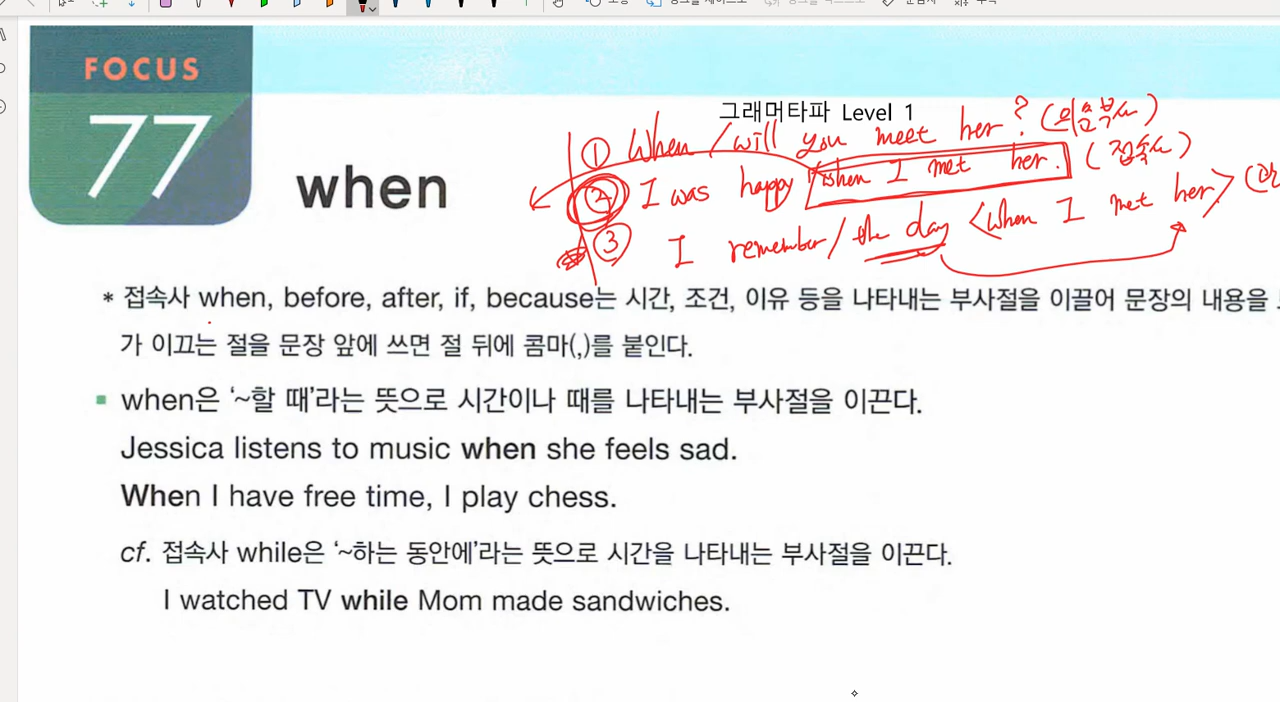 FOCUS
77
when
그래머타파 Level 1
① When / will you meet her? (의문부사)
② I was happy when I met her. (접속사)
③ I remember / the day <when I met her>
* 접속사 when, before, after, if, because는 시간, 조건, 이유 등을 나타내는 부사절을 이끌어 문장의 내용을
가 이끄는 절을 문장 앞에 쓰면 절 뒤에 콤마(,)를 붙인다.
▪ when은 ‘~할 때’라는 뜻으로 시간이나 때를 나타내는 부사절을 이끈다.
Jessica listens to music when she feels sad.
When I have free time, I play chess.
cf. 접속사 while은 ‘~하는 동안에’라는 뜻으로 시간을 나타내는 부사절을 이끈다.
I watched TV while Mom made sandwiches.